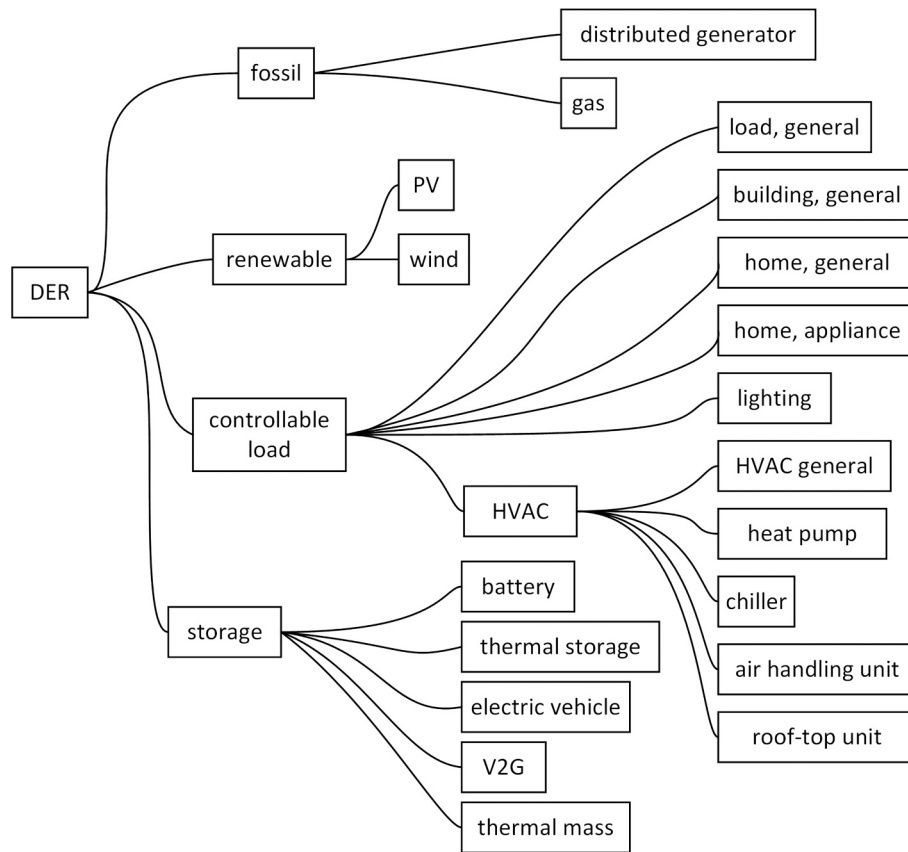 distributed generator
fossil
gas
load, general
PV
building, general
renewable
wind
home, general
DER
home, appliance
lighting
controllable
load
HVAC general
HVAC
heat pump
battery
chiller
storage
thermal storage
air handling unit
electric vehicle
roof-top unit
V2G
thermal mass